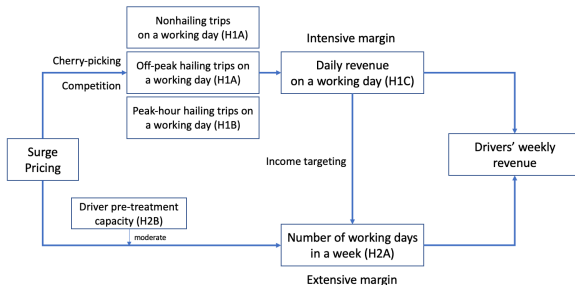 Nonhailing trips
on a working day (H1A)
Intensive margin
Cherry-picking
Off-peak hailing trips on
a working day (H1A)
Daily revenue
on a working day (H1C)
Competition
Peak-hour hailing trips on
a working day (H1B)
Surge
Pricing
Income targeting
Drivers' weekly
revenue
Driver pre-treatment
capacity (H2B)
moderate
Number of working days
in a week (H2A)
Extensive margin